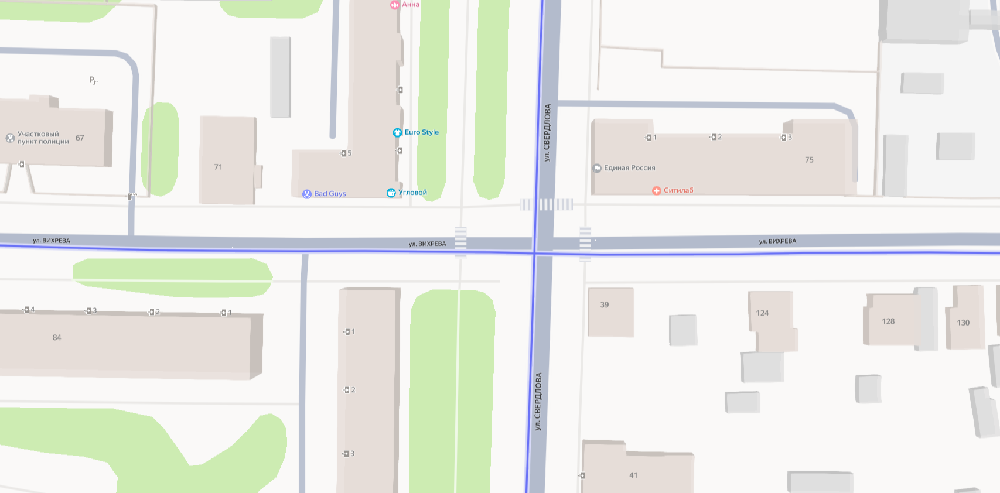 Анна
P
ул. СВЕРДЛОВА
Участковый
пункт полиции
67
Euro Style
1
2
3
5
71
75
Единая Россия
Bad Guys
Угловой
Ситилаб
ул. ВИХРЕВА
ул. ВИХРЕВА
ул. ВИХРЕВА
4
3
2
1
39
124
128
130
84
1
2
3
ул. СВЕРДЛОВА
41